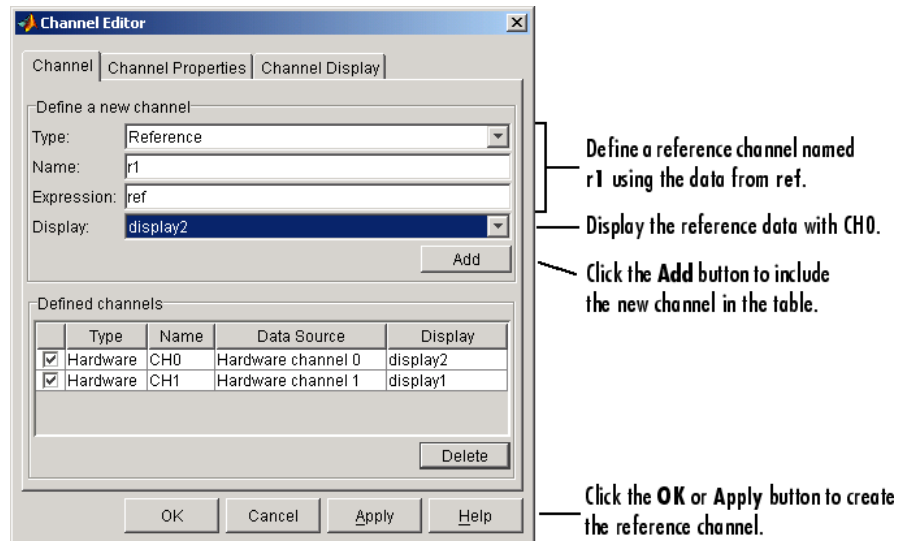 Channel Editor
Channel
Channel Properties
Channel Display
Define a new channel
Type: Reference
Name: r1
Expression: ref
Display: display2
Add
Define a reference channel named
r1 using the data from ref.
Display the reference data with CH0.
Click the Add button to include
the new channel in the table.
Defined channels
Type Name Data Source Display
Hardware CH0 Hardware channel 0 display2
Hardware CH1 Hardware channel 1 display1
Delete
OK Cancel Apply Help
Click the OK or Apply button to create
the reference channel.